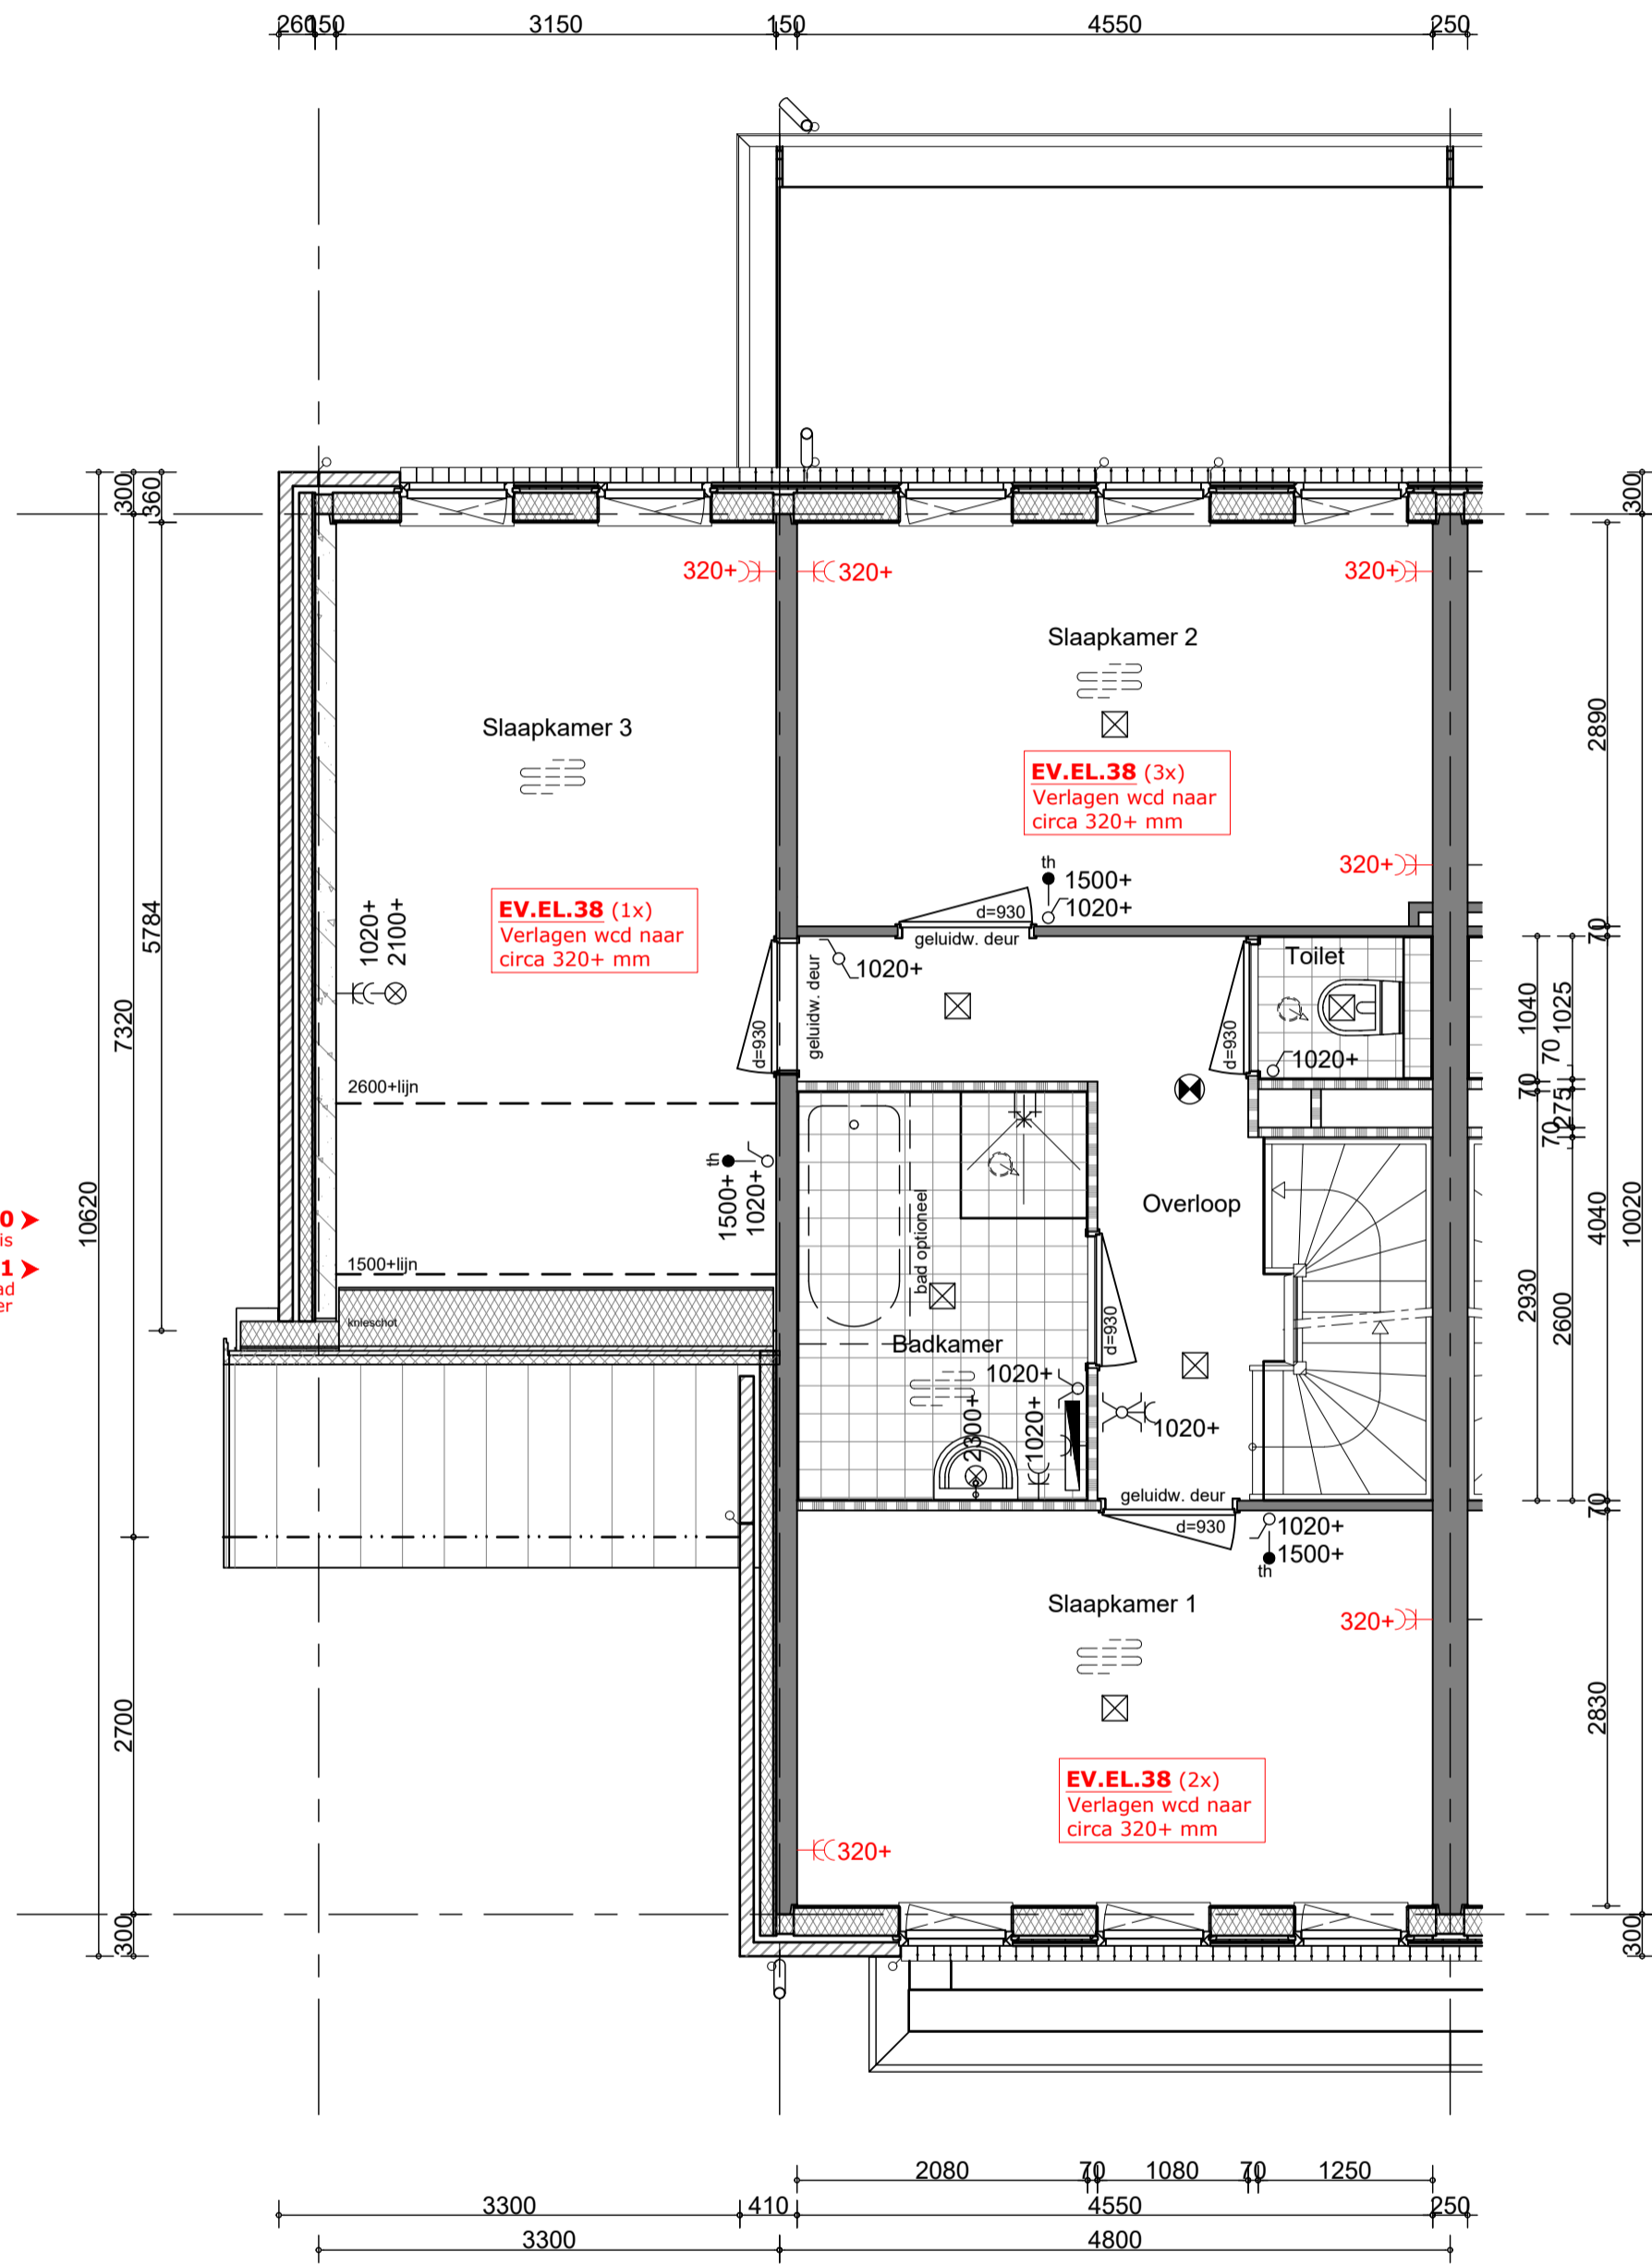 260
150
3150
150
4550
250
300
360
300
320+
320+
320+
Slaapkamer 2
2890
Slaapkamer 3
EV.EL.38 (3x)
Verlagen wcd naar
circa 320+ mm
320+
th
1500+
1020+
EV.EL.38 (1x)
Verlagen wcd naar
circa 320+ mm
5784
1020+
2100+
d=930
geluidw. deur
70
Toilet
1020+
geluidw. deur
7320
d=930
d=930
1040
1025
70
1020+
2600+lijn
70
275
70
10620
th
1500+
1020+
bad optioneel
Overloop
4040
10020
0
is
1
ad
er
1500+lijn
2930
2600
knieschot
d=930
Badkamer
1020+
2300+
1020+
1020+
geluidw. deur
d=930
70
1020+
1500+
th
Slaapkamer 1
320+
2700
2830
EV.EL.38 (2x)
Verlagen wcd naar
circa 320+ mm
320+
300
300
2080
70
1080
70
1250
3300
410
4550
250
3300
4800